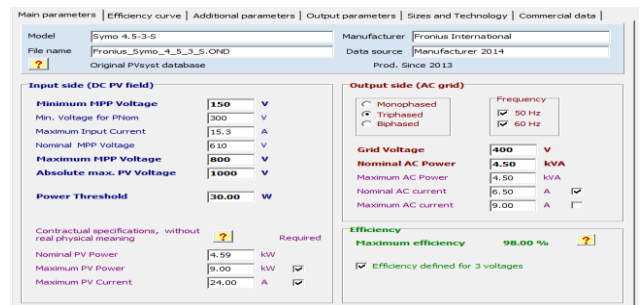 Main parameters | Efficiency curve | Additional parameters | Output parameters | Sizes and Technology | Commercial data |
Model Symo 4.5-3-S Manufacturer Fronius International
File name Fronius_Symo_4_5_3_S.OND Data source Manufacturer 2014
? Original PVsyst database Prod. Since 2013
Input side (DC PV field)
Minimum MPP Voltage 150 V
Min. Voltage for PNom 300 V
Maximum Input Current 15.3 A
Nominal MPP Voltage 610 V
Maximum MPP Voltage 800 V
Absolute max. PV Voltage 1000 V
Power Threshold 30.00 W
Contractual specifications, without
real physical meaning ? Required
Nominal PV Power 4.59 kW
Maximum PV Power 9.00 kW
Maximum PV Current 24.00 A
Output side (AC grid)
Monophased
Triphased
Biphased
Frequency
50 Hz
60 Hz
Grid Voltage 400 V
Nominal AC Power 4.50 kVA
Maximum AC Power 4.50 kVA
Nominal AC current 6.50 A
Maximum AC current 9.00 A
Efficiency
Maximum efficiency 98.00 % ?
Efficiency defined for 3 voltages